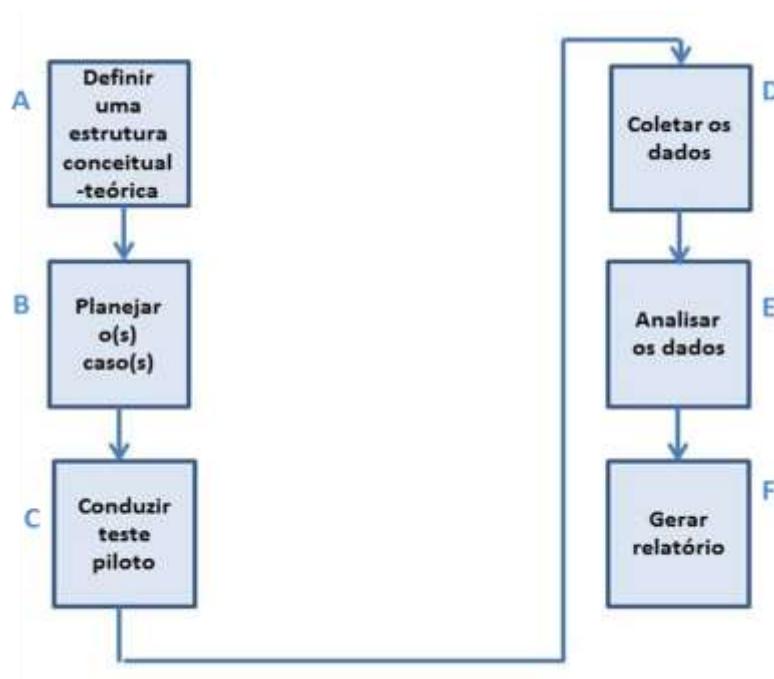 A
Definir
uma
estrutura
conceitual
-teórica
B
Planejar
o(s)
caso(s)
C
Conduzir
teste
piloto
D
Coletar os
dados
E
Analisar
os dados
F
Gerar
relatório